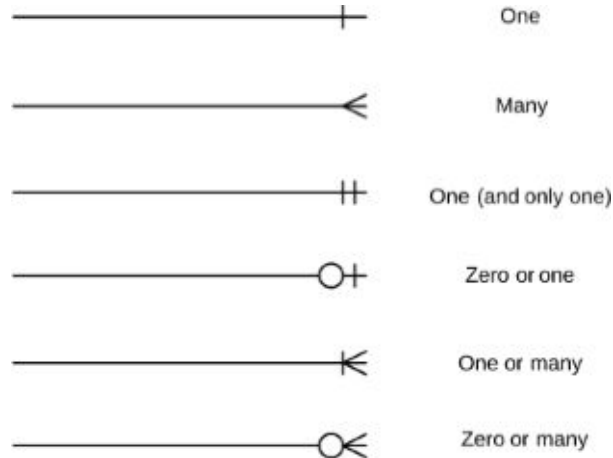 One
Many
One (and only one)
Zero or one
One or many
Zero or many